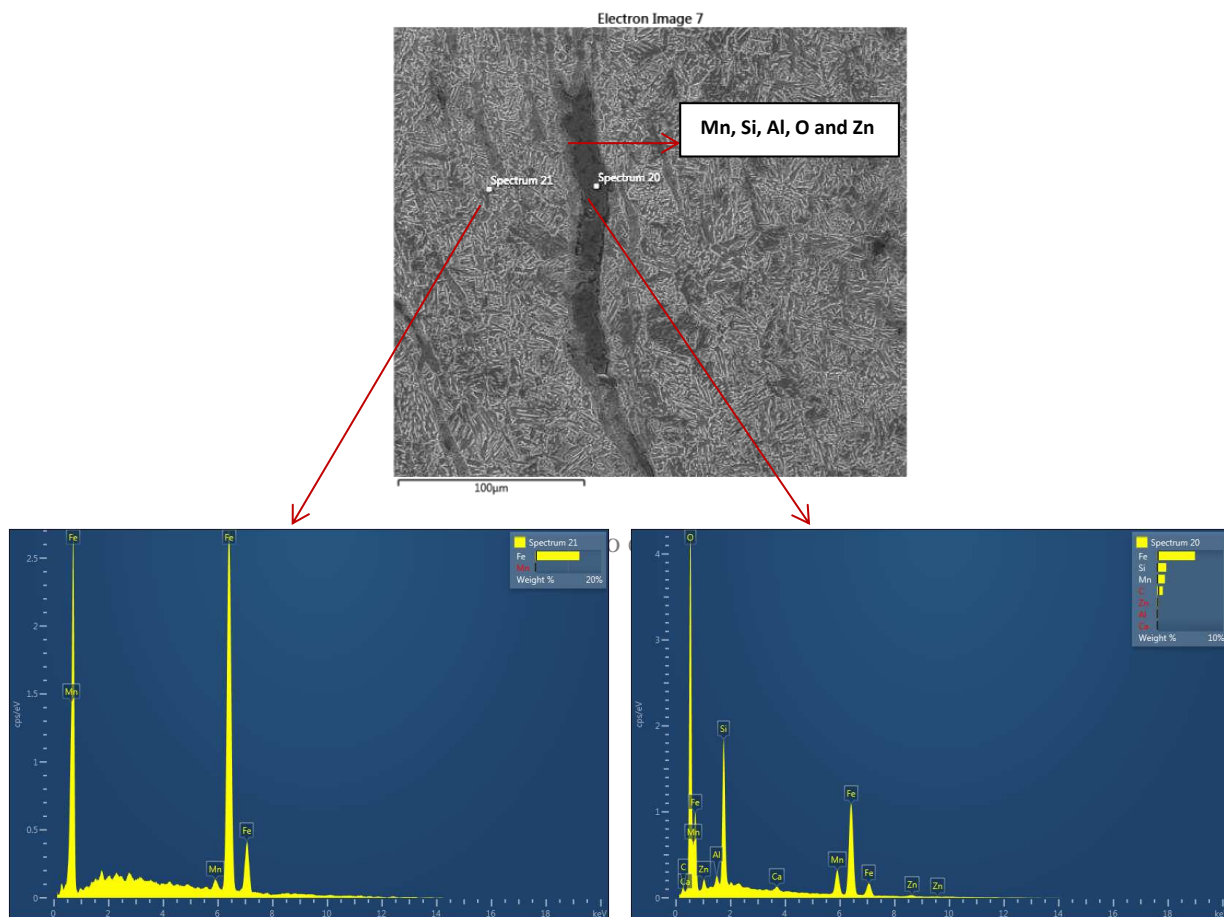 Electron Image 7
Mn, Si, Al, O and Zn
Spectrum 21
Spectrum 20
100µm
Fe
Fe
Mn
Mn
Fe
Spectrum 21
Fe
Mn
Weight % 20%
2.5
2
1.5
1
0.5
0
cps/eV
0 2 4 6 8 10 12 14 16 18 keV
O
Si
Fe
Mn
C
Ca
Zn
Al
Ca
Mn
Fe
Fe
Zn
Zn
Spectrum 20
Fe
Si
Mn
C
Zn
Al
Ca
Weight % 10%
4
3
2
1
0
cps/eV
0 2 4 6 8 10 12 14 16 18 keV